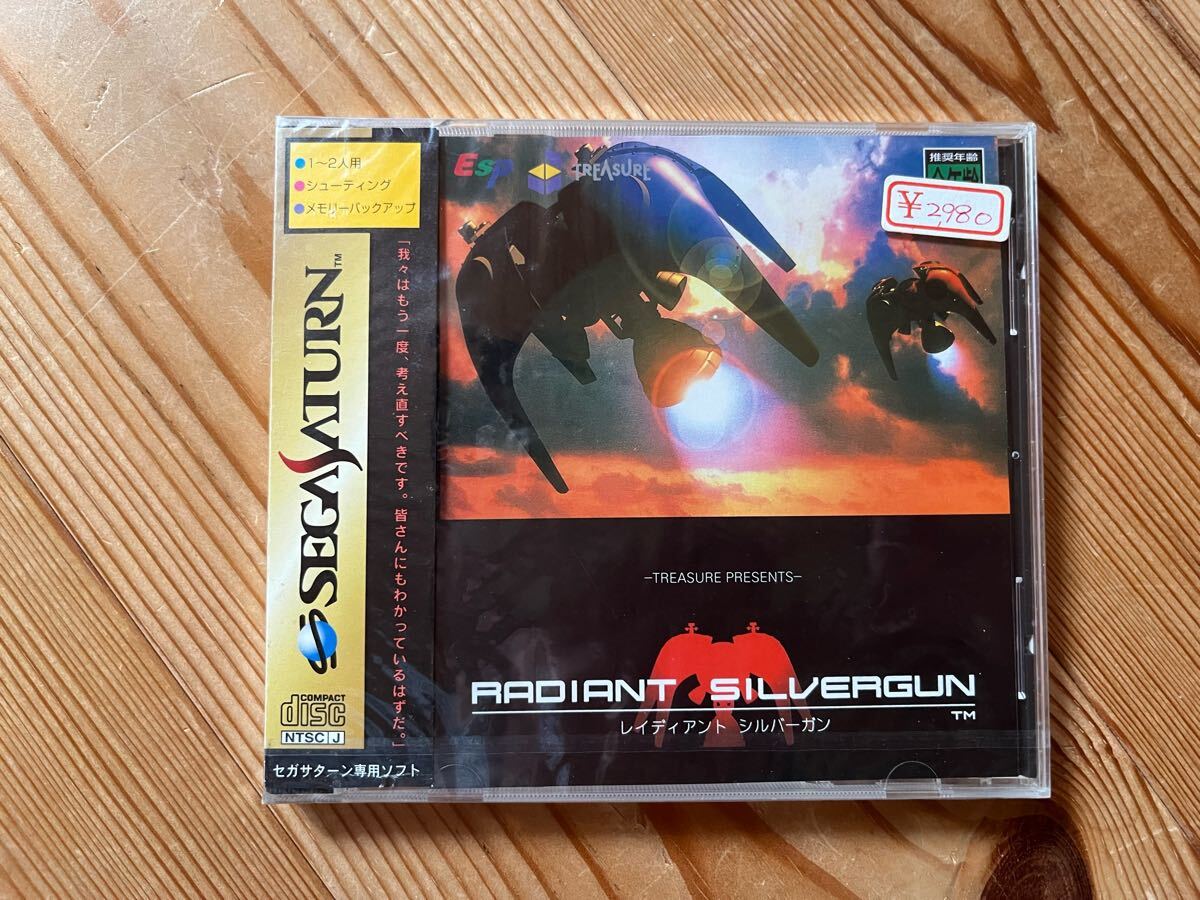 1〜2人用
シューティング
メモリーバックアップ
SEGA SATURN™
「我々はもう一度、考え直すべきです。皆さんにもわかっているはずだ。」
COMPACT
disc
NTSC J
セガサターン専用ソフト
Esp
TREASURE
推奨年齢
¥2980
–TREASURE PRESENTS–
RADIANT SILVERGUN
TM
レイディアント シルバーガン